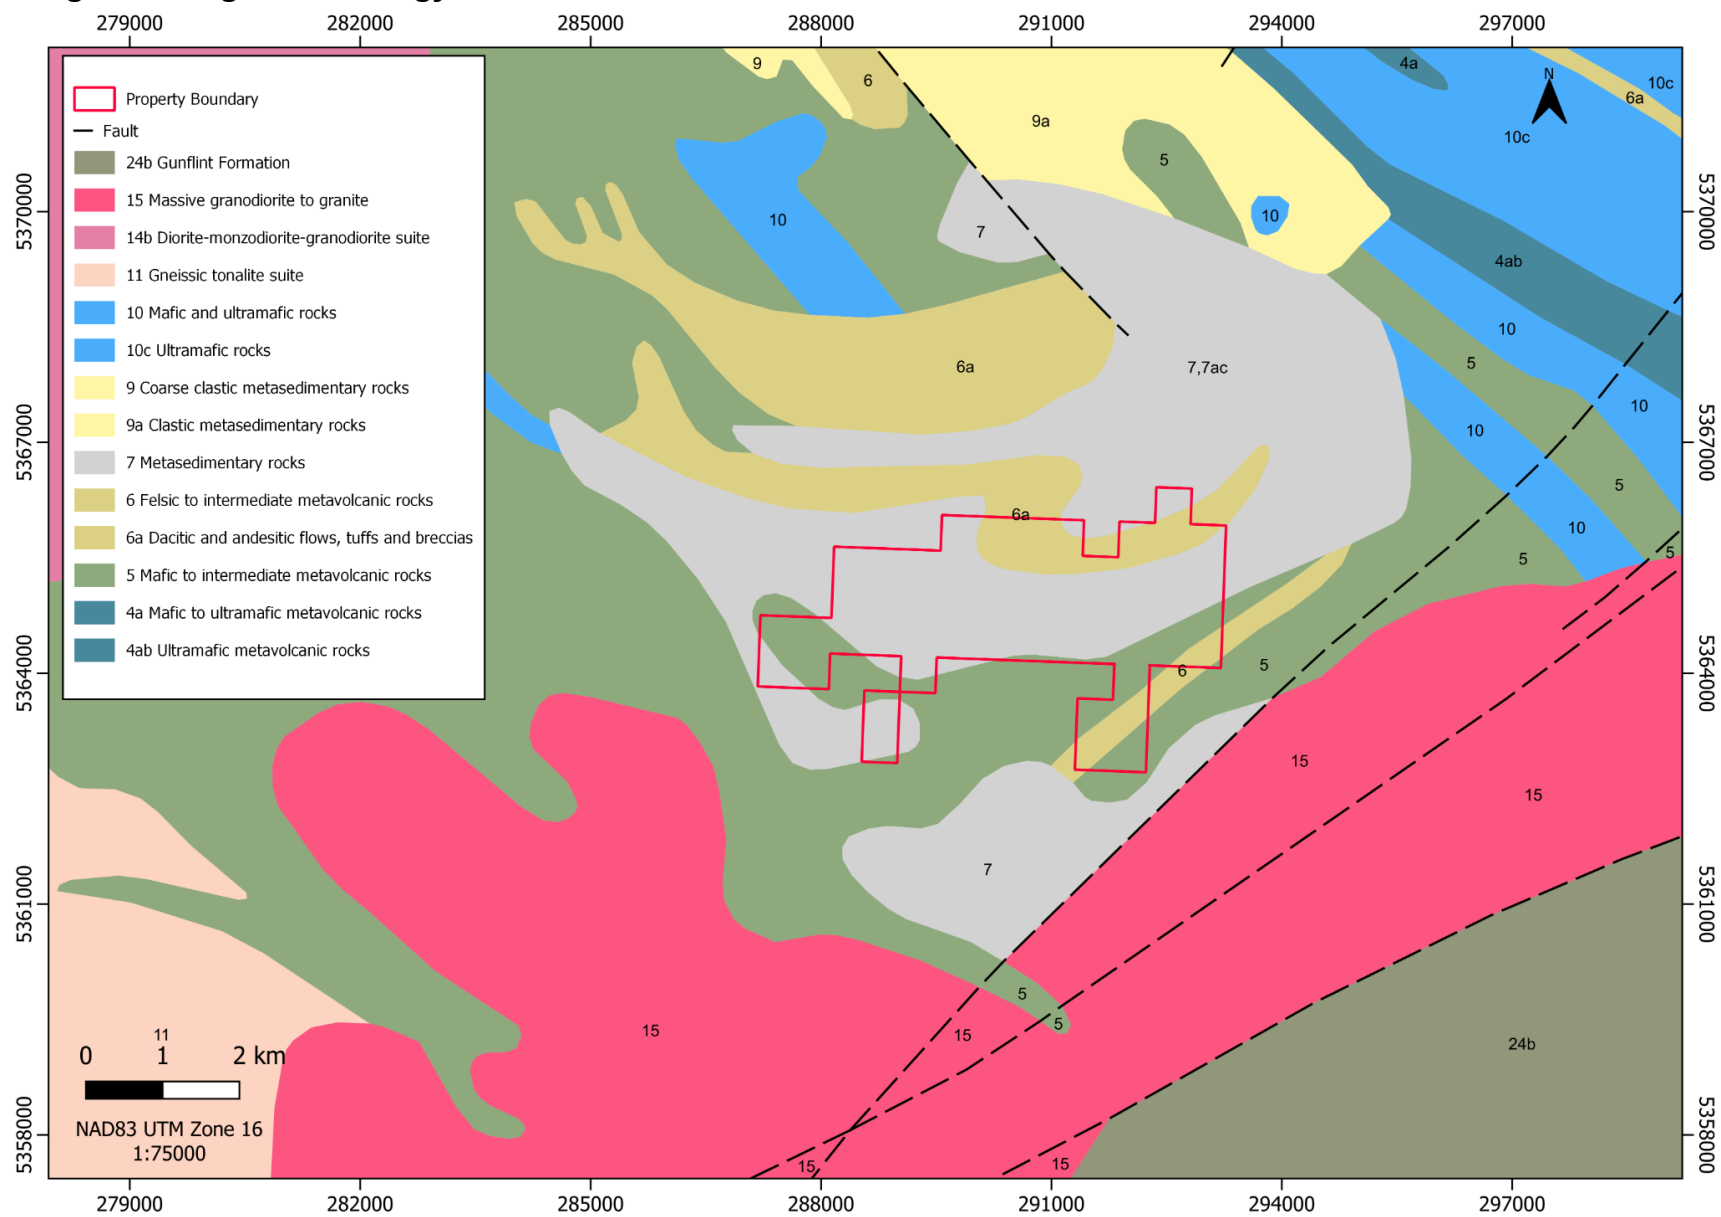 279000 282000 285000 288000 291000 294000 297000
Property Boundary
Fault
24b Gunflint Formation
15 Massive granodiorite to granite
14b Diorite-monzodiorite-granodiorite suite
11 Gneissic tonalite suite
10 Mafic and ultramafic rocks
10c Ultramafic rocks
9 Coarse clastic metasedimentary rocks
9a Clastic metasedimentary rocks
7 Metasedimentary rocks
6 Felsic to intermediate metavolcanic rocks
6a Dacitic and andesitic flows, tuffs and breccias
5 Mafic to intermediate metavolcanic rocks
4a Mafic to ultramafic metavolcanic rocks
4ab Ultramafic metavolcanic rocks
9
6
4a
N
10c
6a
9a
10c
5
5370000
5370000
10
10
7
4ab
10
6a
7,7ac
5
10
10
5367000
5367000
5
6a
10
5
5
5364000
5364000
6
5
15
15
7
5361000
5361000
5
5
15
15
24b
11
0 1 2 km
NAD83 UTM Zone 16
1:75000
5358000
5358000
15
15
279000 282000 285000 288000 291000 294000 297000